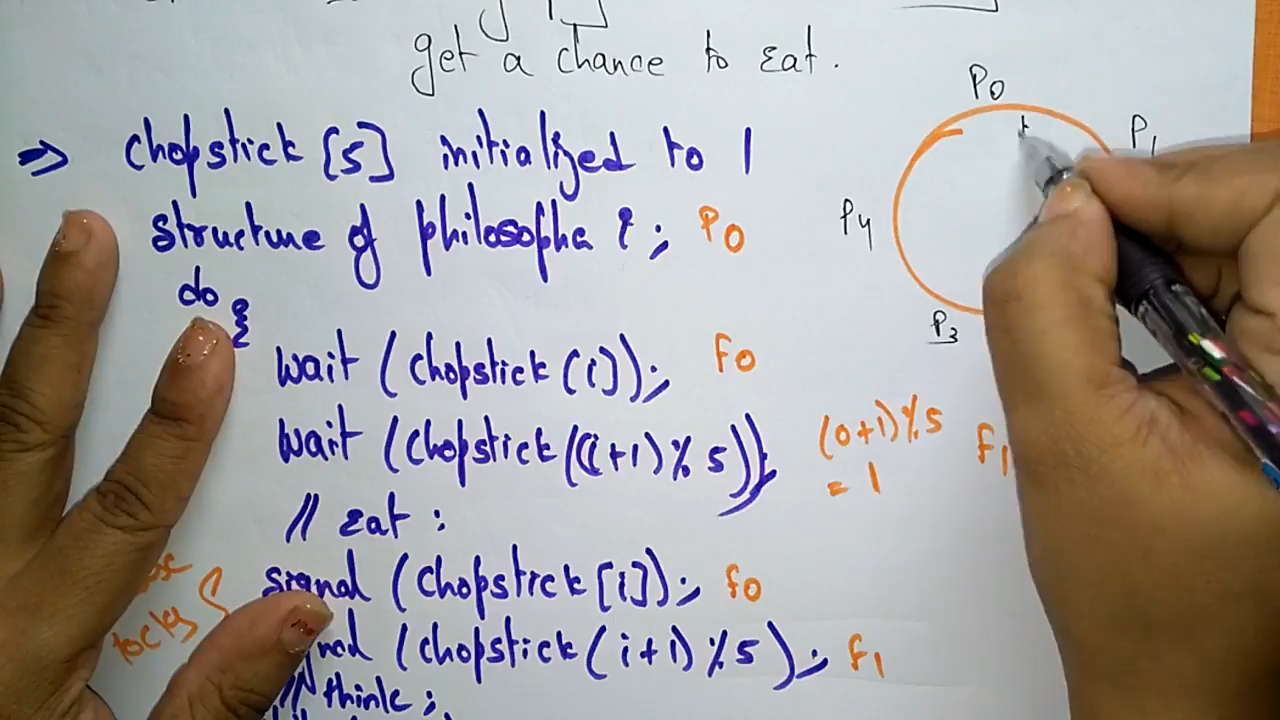 get a chance to Eat.
P0
P1
=> chopstick [5] initialized to 1
structure of philosopha i ; P0
P4
do {
P3
wait (chopstick (i]); F0
wait (chopstick ((i+1) % 5)); (0+1)%5 F1
= 1
// Eat :
signal (chopstick [i]); F0
(chopstick (i+1) %5 ); F1
// think ;